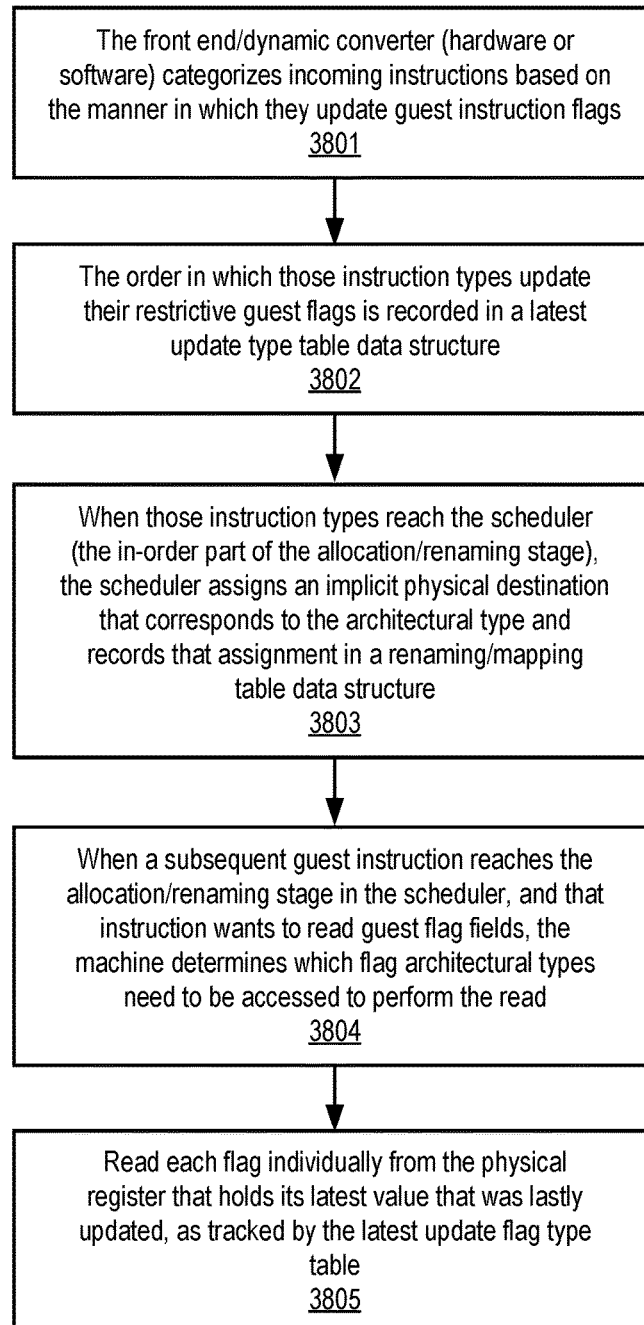 The front end/dynamic converter (hardware or
software) categorizes incoming instructions based on
the manner in which they update guest instruction flags
3801
The order in which those instruction types update
their restrictive guest flags is recorded in a latest
update type table data structure
3802
When those instruction types reach the scheduler
(the in-order part of the allocation/renaming stage),
the scheduler assigns an implicit physical destination
that corresponds to the architectural type and
records that assignment in a renaming/mapping
table data structure
3803
When a subsequent guest instruction reaches the
allocation/renaming stage in the scheduler, and that
instruction wants to read guest flag fields, the
machine determines which flag architectural types
need to be accessed to perform the read
3804
Read each flag individually from the physical
register that holds its latest value that was lastly
updated, as tracked by the latest update flag type
table
3805